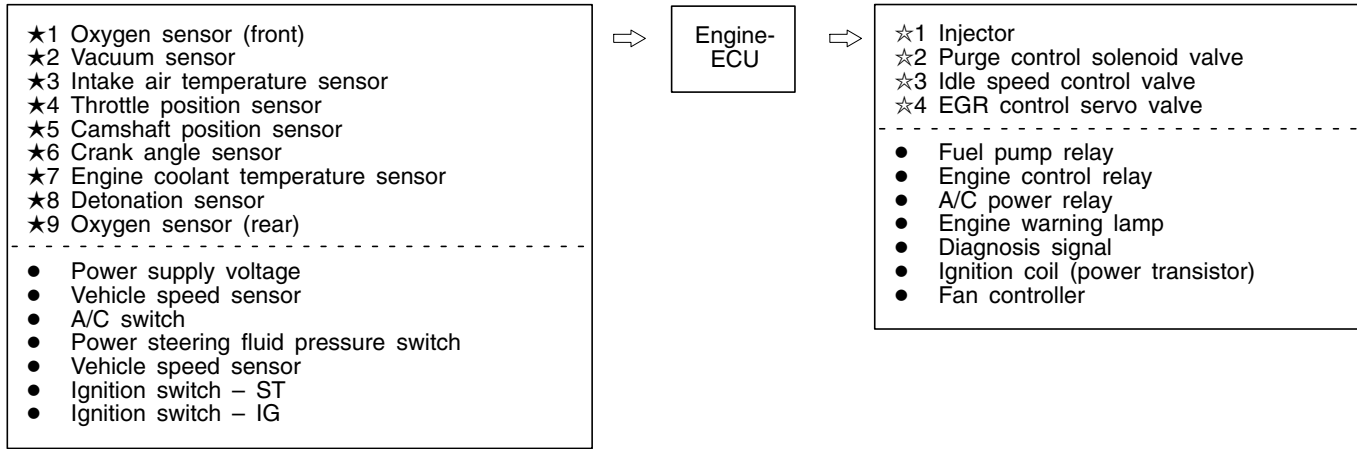 ★1 Oxygen sensor (front)
★2 Vacuum sensor
★3 Intake air temperature sensor
★4 Throttle position sensor
★5 Camshaft position sensor
★6 Crank angle sensor
★7 Engine coolant temperature sensor
★8 Detonation sensor
★9 Oxygen sensor (rear)
● Power supply voltage
● Vehicle speed sensor
● A/C switch
● Power steering fluid pressure switch
● Vehicle speed sensor
● Ignition switch – ST
● Ignition switch – IG
⇨
Engine-
ECU
⇨
☆1 Injector
☆2 Purge control solenoid valve
☆3 Idle speed control valve
☆4 EGR control servo valve
● Fuel pump relay
● Engine control relay
● A/C power relay
● Engine warning lamp
● Diagnosis signal
● Ignition coil (power transistor)
● Fan controller